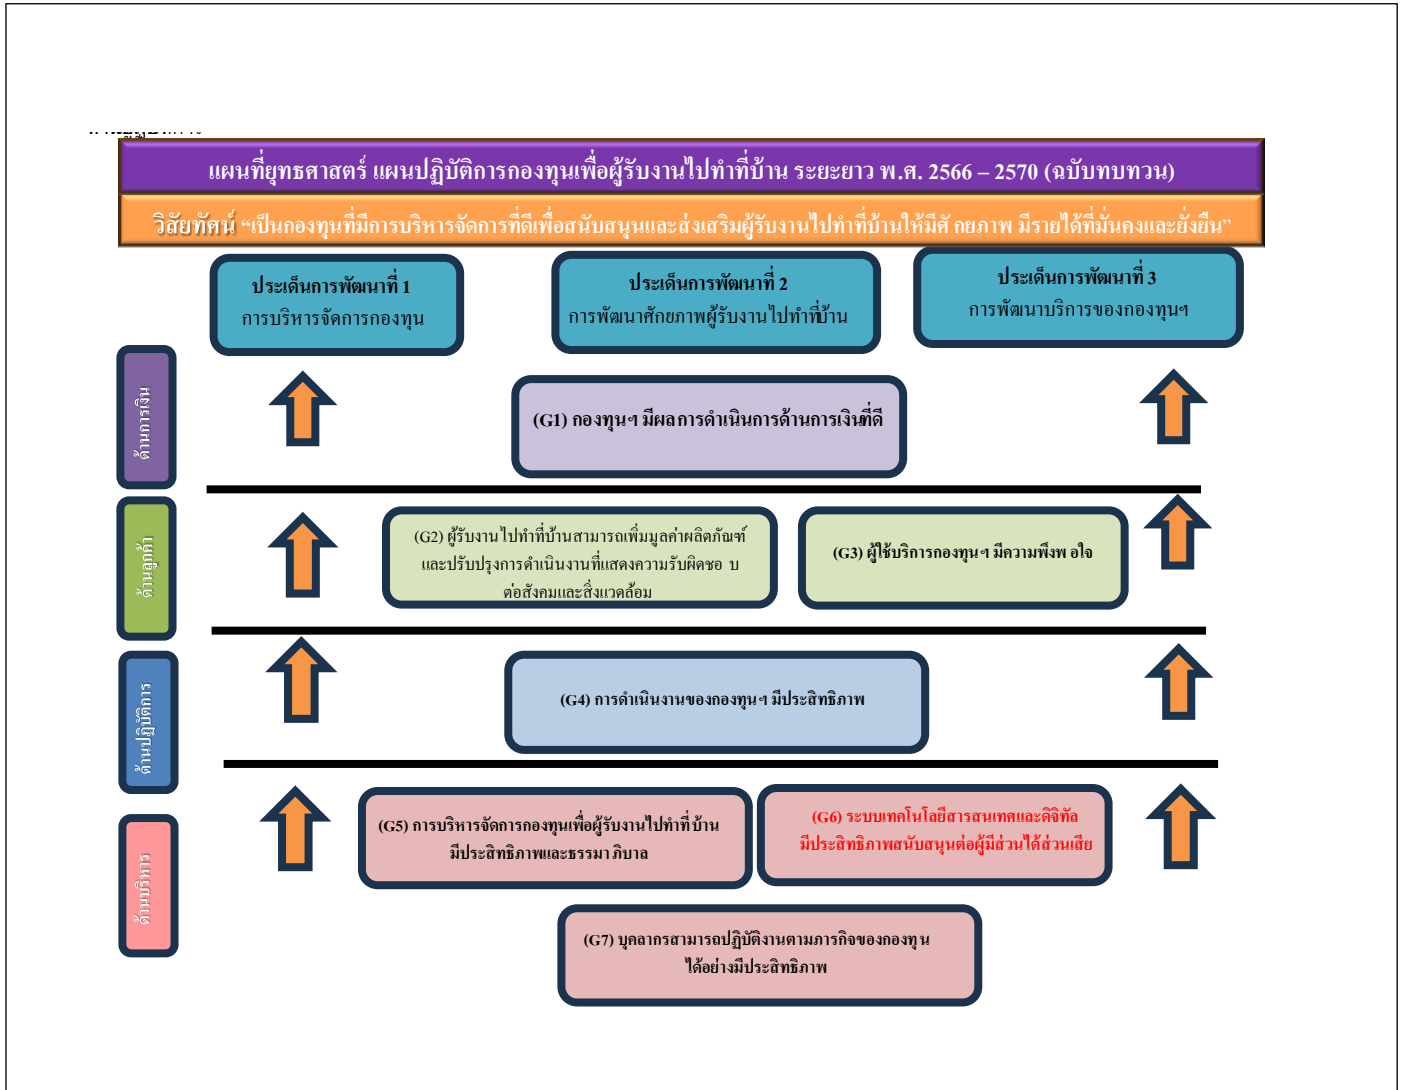 แผนที่ยุทธศาสตร์ แผนปฏิบัติการกองทุนเพื่อผู้รับงานไปทำที่บ้าน ระยะยาว พ.ศ. 2566 – 2570 (ฉบับทบทวน)
วิสัยทัศน์ “เป็นกองทุนที่มีการบริหารจัดการที่ดีเพื่อสนับสนุนและส่งเสริมผู้รับงานไปทำที่บ้านให้มีศักยภาพ มีรายได้ที่มั่นคงและยั่งยืน”
ประเด็นการพัฒนาที่ 1
การบริหารจัดการกองทุน
ประเด็นการพัฒนาที่ 2
การพัฒนาศักยภาพผู้รับงานไปทำที่บ้าน
ประเด็นการพัฒนาที่ 3
การพัฒนาบริการของกองทุนฯ
ด้านการเงิน
(G1) กองทุนฯ มีผลการดำเนินการด้านการเงินที่ดี
ด้านลูกค้า
(G2) ผู้รับงานไปทำที่บ้านสามารถเพิ่มมูลค่าผลิตภัณฑ์
และปรับปรุงการดำเนินงานที่แสดงความรับผิดชอบ
ต่อสังคมและสิ่งแวดล้อม
(G3) ผู้ใช้บริการกองทุนฯ มีความพึงพอใจ
ด้านปฏิบัติการ
(G4) การดำเนินงานของกองทุนฯ มีประสิทธิภาพ
ด้านบริหาร
(G5) การบริหารจัดการกองทุนเพื่อผู้รับงานไปทำที่บ้าน
มีประสิทธิภาพและธรรมาภิบาล
(G6) ระบบเทคโนโลยีสารสนเทศและดิจิทัล
มีประสิทธิภาพสนับสนุนต่อผู้มีส่วนได้ส่วนเสีย
(G7) บุคลากรสามารถปฏิบัติงานตามภารกิจของกองทุน
ได้อย่างมีประสิทธิภาพ